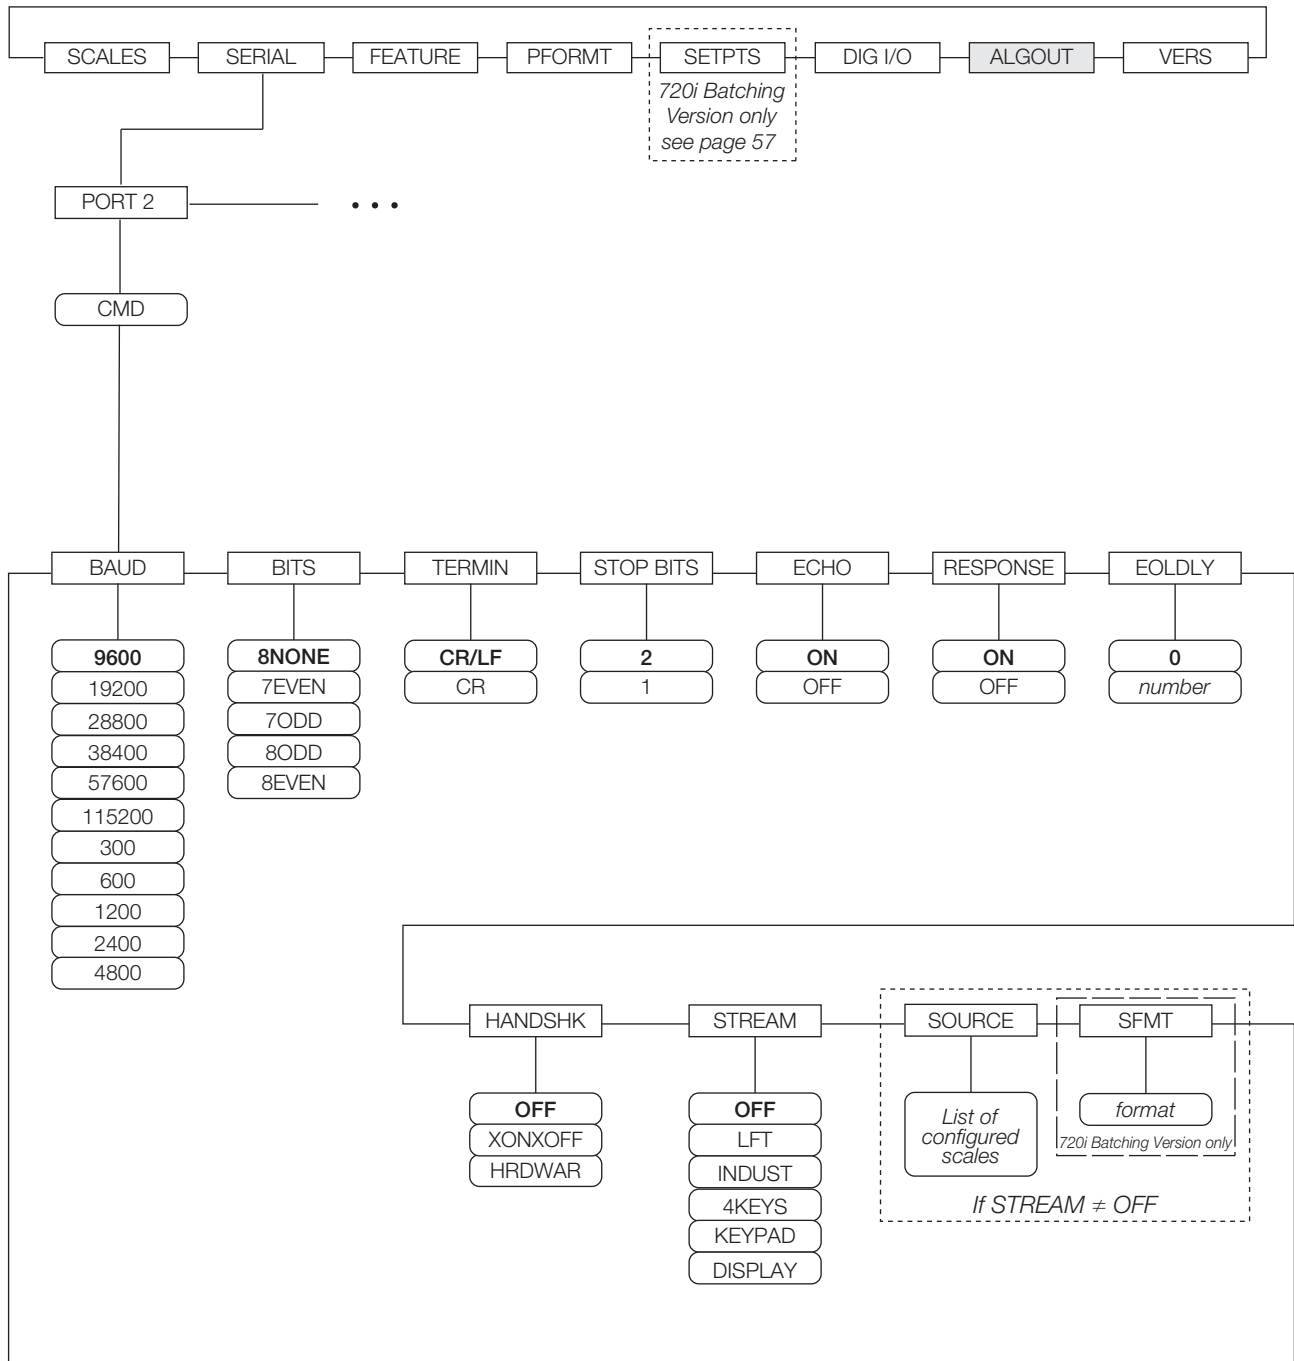 SCALES SERIAL FEATURE PFORMT SETPTS DIG I/O ALGOUT VERS
720i Batching
Version only
see page 57
PORT 2 • • •
CMD
BAUD BITS TERMIN STOP BITS ECHO RESPONSE EOLDLY
9600 8NONE CR/LF 2 ON ON 0
19200 7EVEN CR 1 OFF OFF number
28800 7ODD
38400 8ODD
57600 8EVEN
115200
300
600
1200
2400
4800
HANDSHK STREAM SOURCE SFMT
OFF OFF List of format
XONXOFF LFT configured 720i Batching Version only
HRDWAR INDUST scales
4KEYS If STREAM ≠ OFF
KEYPAD
DISPLAY